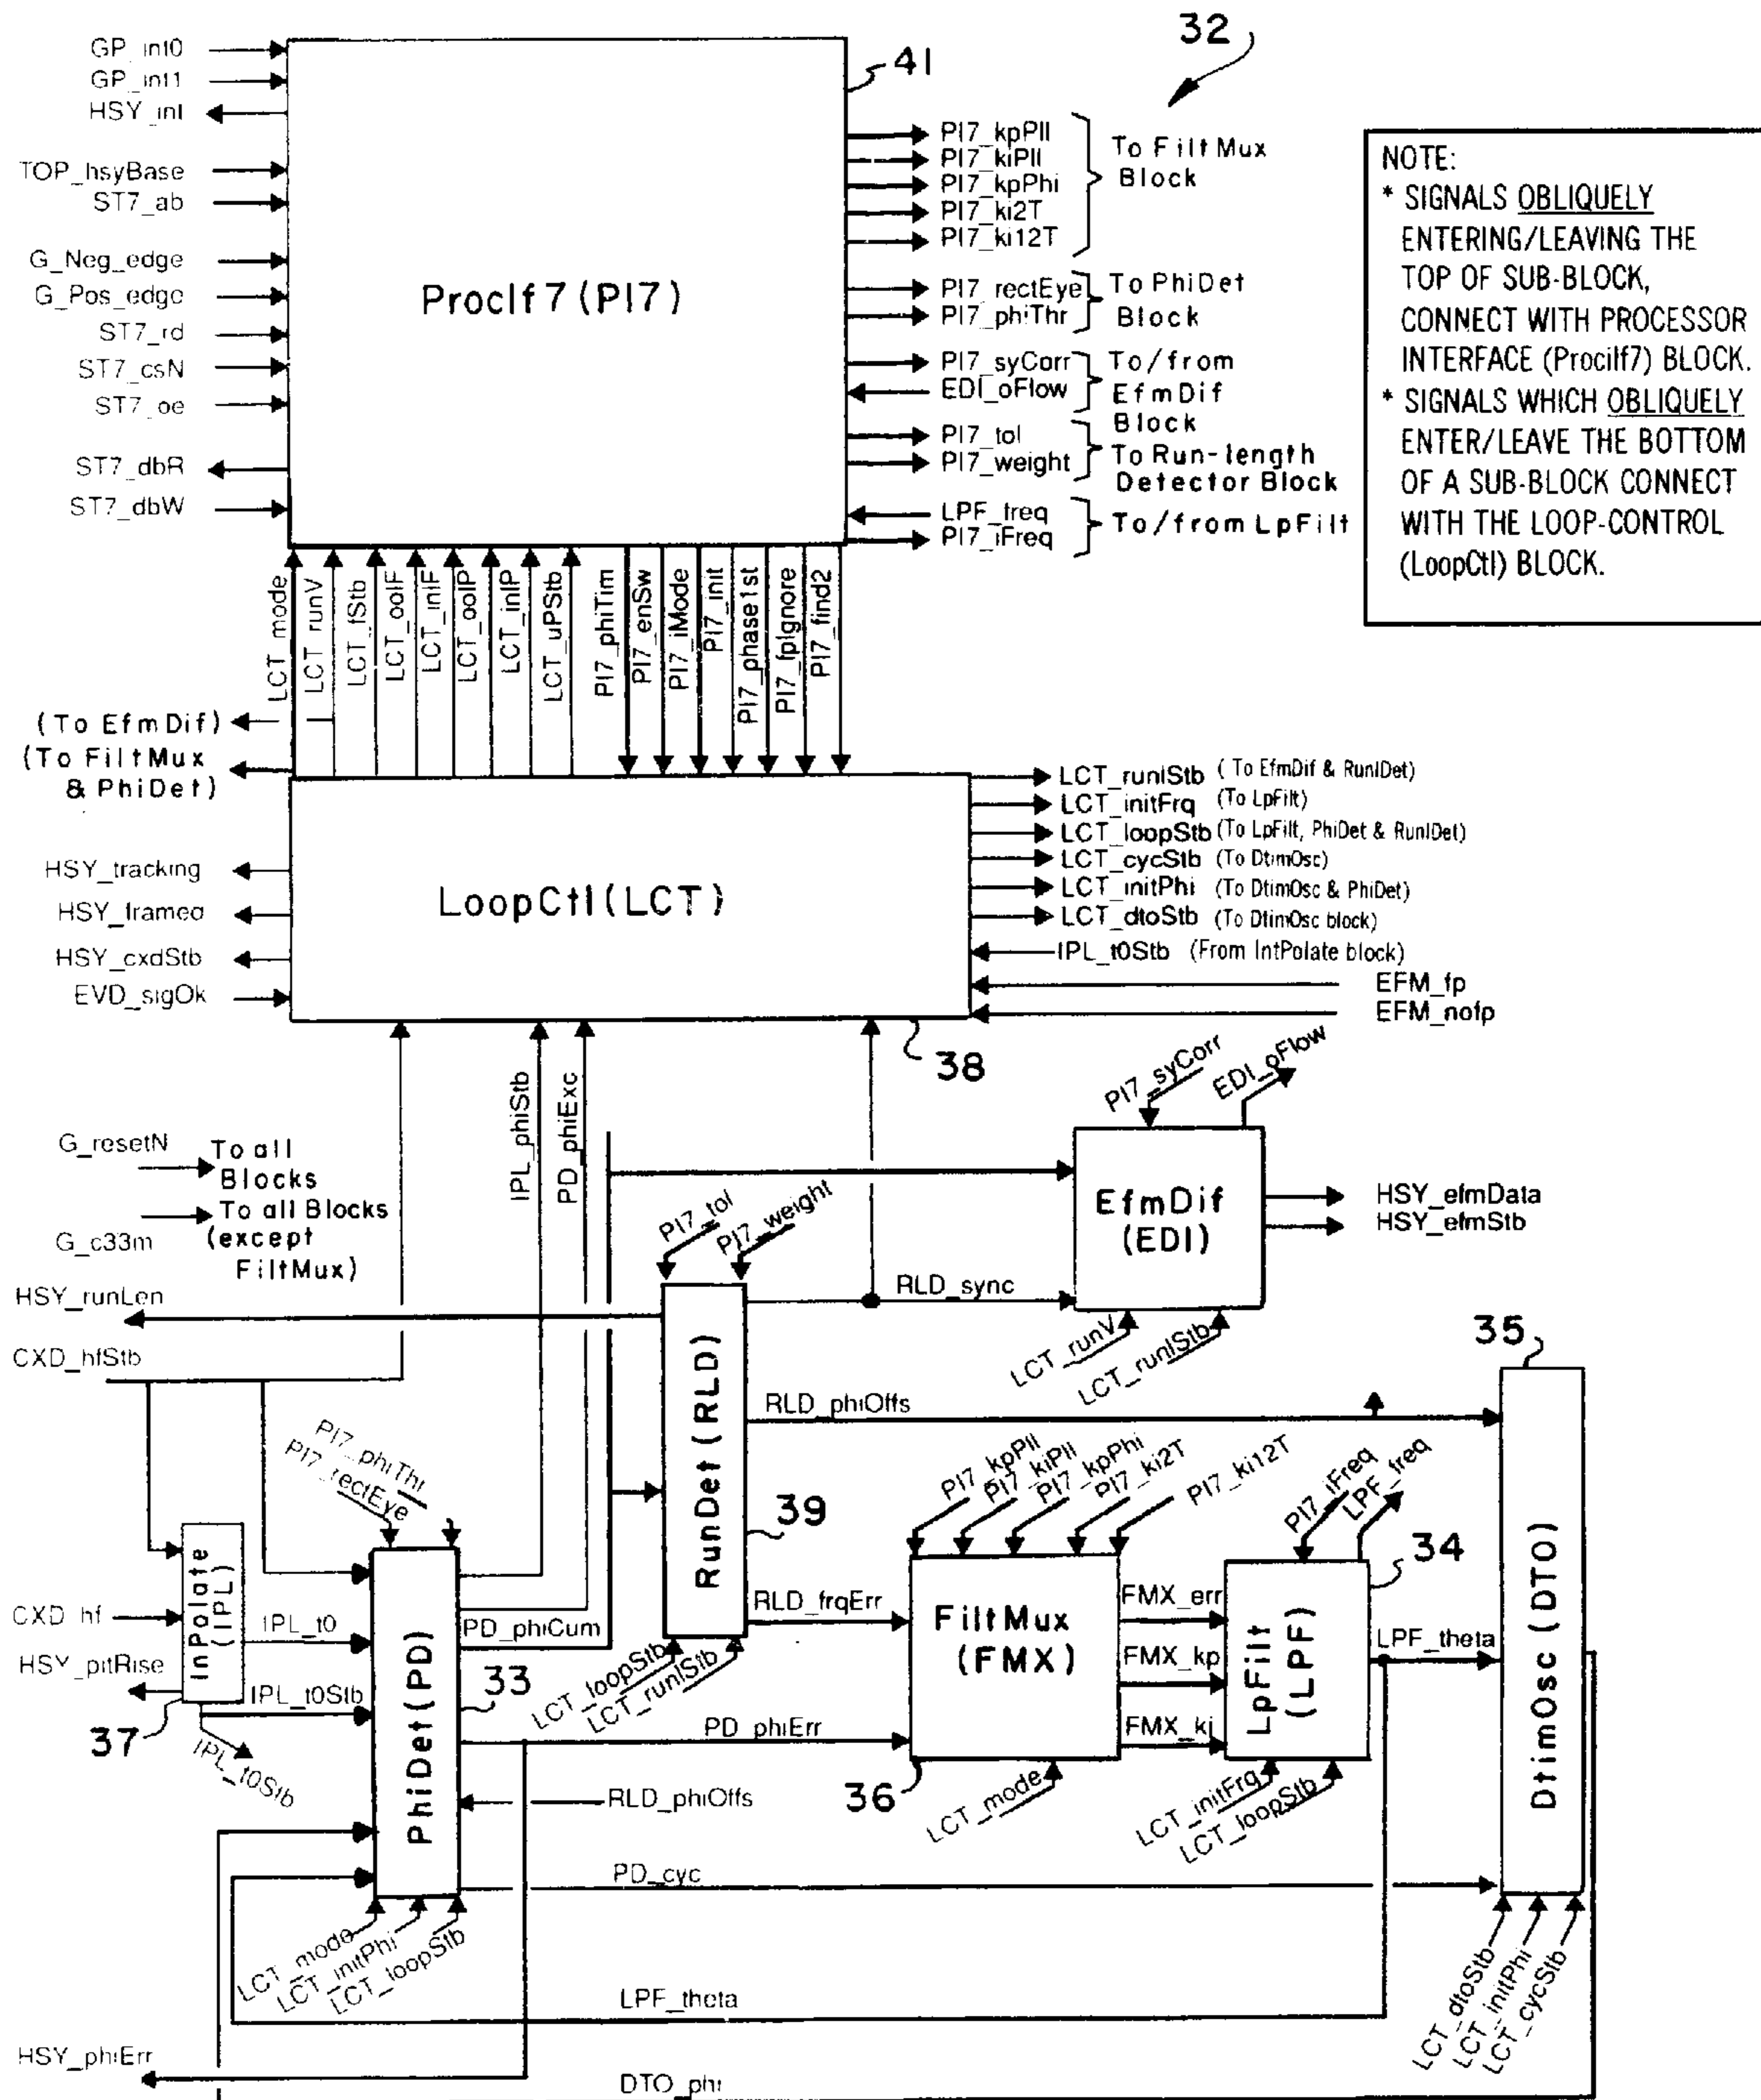 32
GP_int0
GP_int1
HSY_int
TOP_hsyBase
ST7_ab
G_Neg_edge
G_Pos_edge
ST7_rd
ST7_csN
ST7_oe
ST7_dbR
ST7_dbW
ProcIf7 (PI7)
41
PI7_kpPll
PI7_kiPll
PI7_kpPhi
PI7_ki2T
PI7_ki12T
To FiltMux
Block
PI7_rectEye
PI7_phiThr
To PhiDet
Block
PI7_syCorr
EDI_oFlow
To/from
EfmDif
Block
PI7_tol
PI7_weight
To Run-length
Detector Block
LPF_freq
PI7_iFreq
To/from LpFilt
NOTE:
* SIGNALS OBLIQUELY
ENTERING/LEAVING THE
TOP OF SUB-BLOCK,
CONNECT WITH PROCESSOR
INTERFACE (Procilf7) BLOCK.
* SIGNALS WHICH OBLIQUELY
ENTER/LEAVE THE BOTTOM
OF A SUB-BLOCK CONNECT
WITH THE LOOP-CONTROL
(LoopCtl) BLOCK.
LCT_mode
LCT_runV
LCT_fStb
LCT_oolF
LCT_inlF
LCT_oolP
LCT_inlP
LCT_uPStb
PI7_phiTim
PI7_enSw
PI7_iMode
PI7_init
PI7_phase1st
PI7_fpIgnore
PI7_find2
(To EfmDif)
(To FiltMux
& PhiDet)
HSY_tracking
HSY_framed
HSY_cxdStb
EVD_sigOk
LoopCtl (LCT)
38
LCT_runlStb (To EfmDif & RunlDet)
LCT_initFrq (To LpFilt)
LCT_loopStb (To LpFilt, PhiDet & RunlDet)
LCT_cycStb (To DtimOsc)
LCT_initPhi (To DtimOsc & PhiDet)
LCT_dtoStb (To DtimOsc block)
IPL_t0Stb (From IntPolate block)
EFM_fp
EFM_nofp
G_resetN
To all
Blocks
G_c33m
To all Blocks
(except
FiltMux)
IPL_phiStb
PD_phiExc
PI7_syCorr
EDI_oFlow
EfmDif
(EDI)
HSY_efmData
HSY_efmStb
LCT_runV
LCT_runlStb
PI7_tol
PI7_weight
RLD_sync
HSY_runLen
CXD_hfStb
RunDet (RLD)
39
RLD_phiOffs
RLD_frqErr
LCT_loopStb
LCT_runlStb
35
DtimOsc (DTO)
PI7_phiThr
PI7_rectEye
InPolate
(IPL)
37
CXD_hf
HSY_pitRise
IPL_t0
IPL_t0Stb
IPL_t0Stb
PhiDet (PD)
33
PD_phiCum
PD_phiErr
RLD_phiOffs
PD_cyc
LCT_mode
LCT_initPhi
LCT_loopStb
PI7_kpPll
PI7_kiPll
PI7_kpPhi
PI7_ki2T
PI7_ki12T
FiltMux
(FMX)
36
LCT_mode
FMX_err
FMX_kp
FMX_ki
PI7_iFreq
LPF_freq
34
LpFilt
(LPF)
LCT_initFrq
LCT_loopStb
LPF_theta
LCT_dtoStb
LCT_initPhi
LCT_cycStb
LPF_theta
HSY_phiErr
DTO_phi